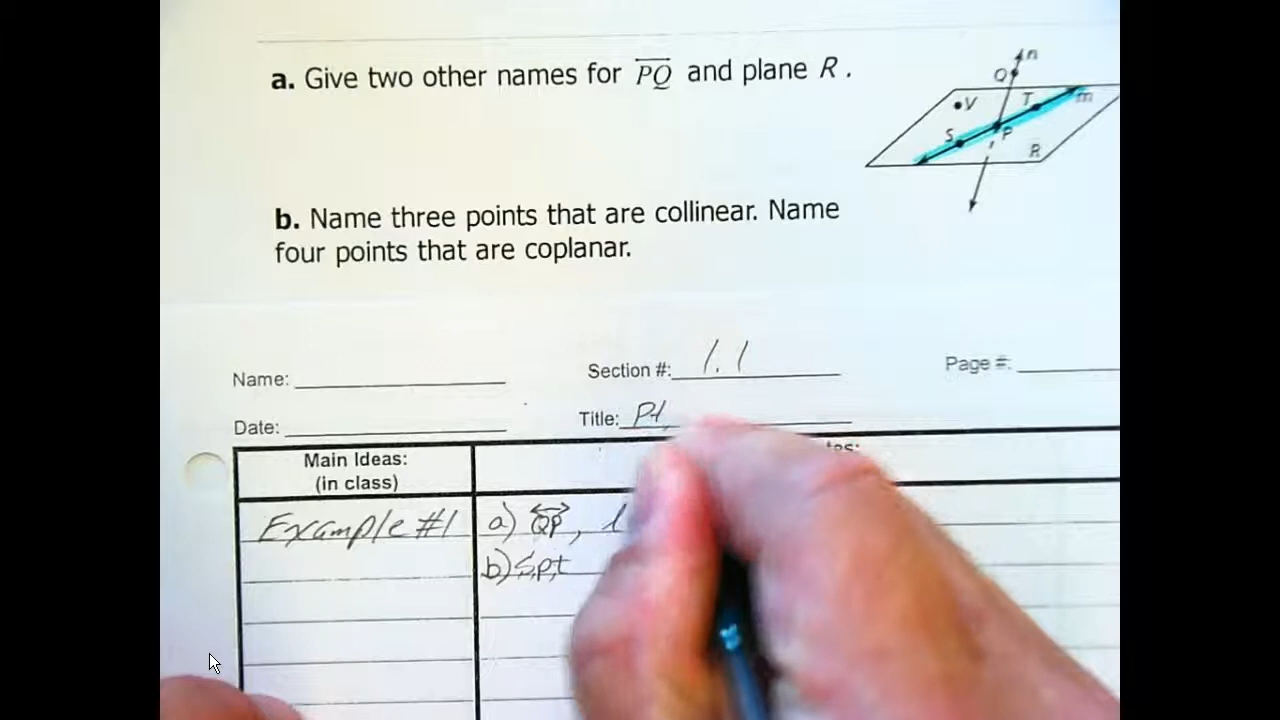 a. Give two other names for PQ and plane R .
n
Q
V
T
m
S
P
R
b. Name three points that are collinear. Name
four points that are coplanar.
Name:
Section #: 1.1
Page #:
Date:
Title: Pt
Main Ideas:
(in class)
Example #1
a) QP, l
b) S,p,t